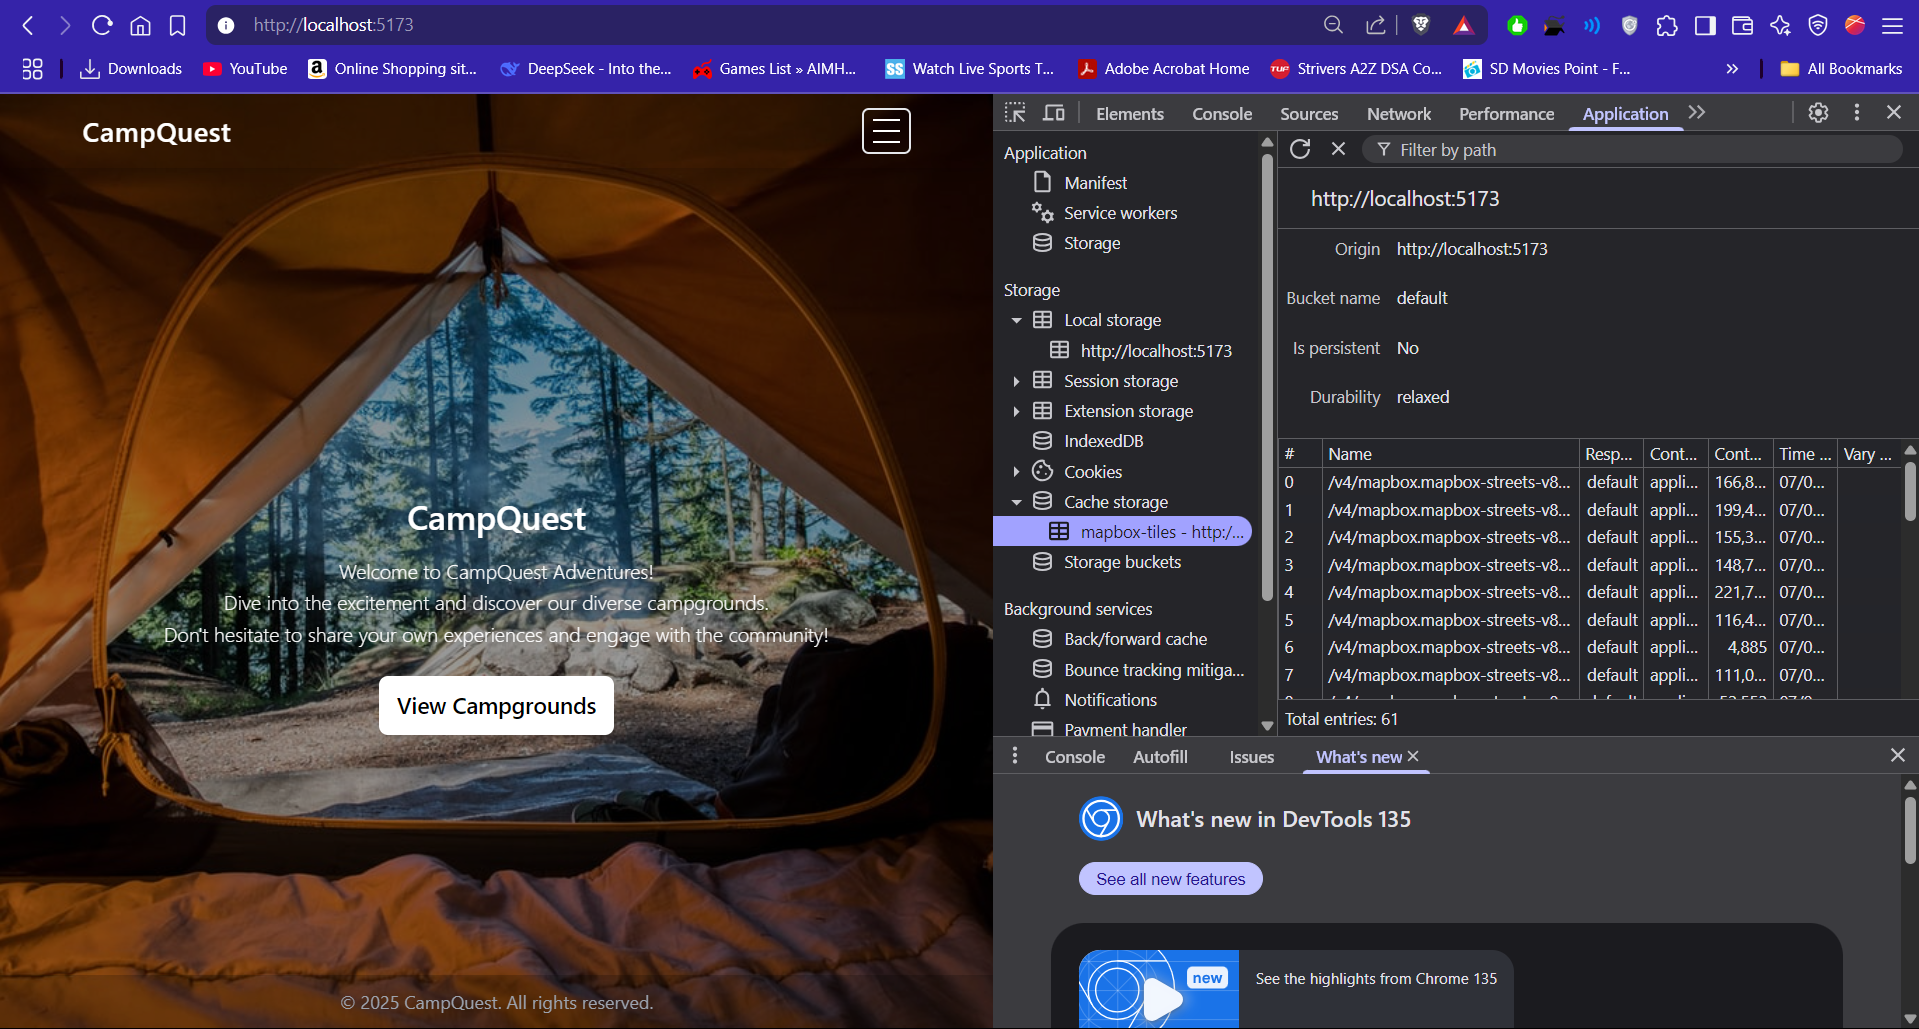 http://localhost:5173
Downloads
YouTube
Online Shopping sit...
DeepSeek - Into the...
Games List » AIMH...
SS
Watch Live Sports T...
Adobe Acrobat Home
TUF
Strivers A2Z DSA Co...
SD Movies Point - F...
»
All Bookmarks
CampQuest
CampQuest
Welcome to CampQuest Adventures!
Dive into the excitement and discover our diverse campgrounds.
Don't hesitate to share your own experiences and engage with the community!
View Campgrounds
© 2025 CampQuest. All rights reserved.
Elements
Console
Sources
Network
Performance
Application
Application
Manifest
Service workers
Storage
Storage
Local storage
http://localhost:5173
Session storage
Extension storage
IndexedDB
Cookies
Cache storage
mapbox-tiles - http:/...
Storage buckets
Background services
Back/forward cache
Bounce tracking mitiga...
Notifications
Payment handler
Filter by path
http://localhost:5173
Origin http://localhost:5173
Bucket name default
Is persistent No
Durability relaxed
# Name Resp... Cont... Cont... Time ... Vary ...
0 /v4/mapbox.mapbox-streets-v8... default appli... 166,8... 07/0...
1 /v4/mapbox.mapbox-streets-v8... default appli... 199,4... 07/0...
2 /v4/mapbox.mapbox-streets-v8... default appli... 155,3... 07/0...
3 /v4/mapbox.mapbox-streets-v8... default appli... 148,7... 07/0...
4 /v4/mapbox.mapbox-streets-v8... default appli... 221,7... 07/0...
5 /v4/mapbox.mapbox-streets-v8... default appli... 116,4... 07/0...
6 /v4/mapbox.mapbox-streets-v8... default appli... 4,885 07/0...
7 /v4/mapbox.mapbox-streets-v8... default appli... 111,0... 07/0...
Total entries: 61
Console
Autofill
Issues
What's new
What's new in DevTools 135
See all new features
new
See the highlights from Chrome 135